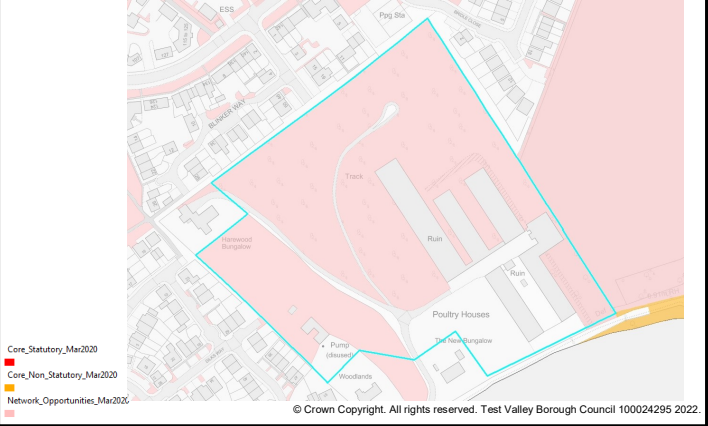 ESS
Ppg Sta
BLINKER WAY
Track
Harewood
Bungalow
Ruin
Ruin
Poultry Houses
The New Bungalow
Pump
(disused)
Woodlands
Core_Statutory_Mar2020
Core_Non_Statutory_Mar2020
Network_Opportunities_Mar2020
© Crown Copyright. All rights reserved. Test Valley Borough Council 100024295 2022.